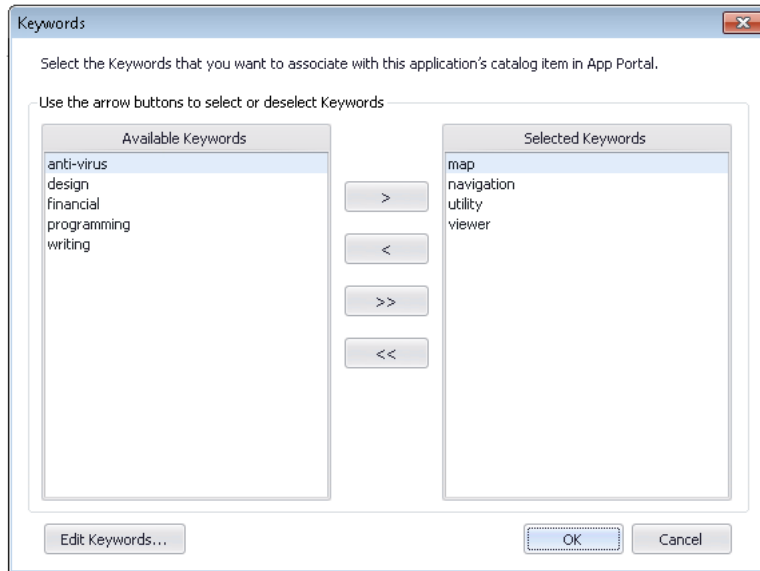 Keywords
Select the Keywords that you want to associate with this application's catalog item in App Portal.
Use the arrow buttons to select or deselect Keywords
Available Keywords
anti-virus
design
financial
programming
writing
>
<
>>
<<
Selected Keywords
map
navigation
utility
viewer
Edit Keywords...
OK
Cancel